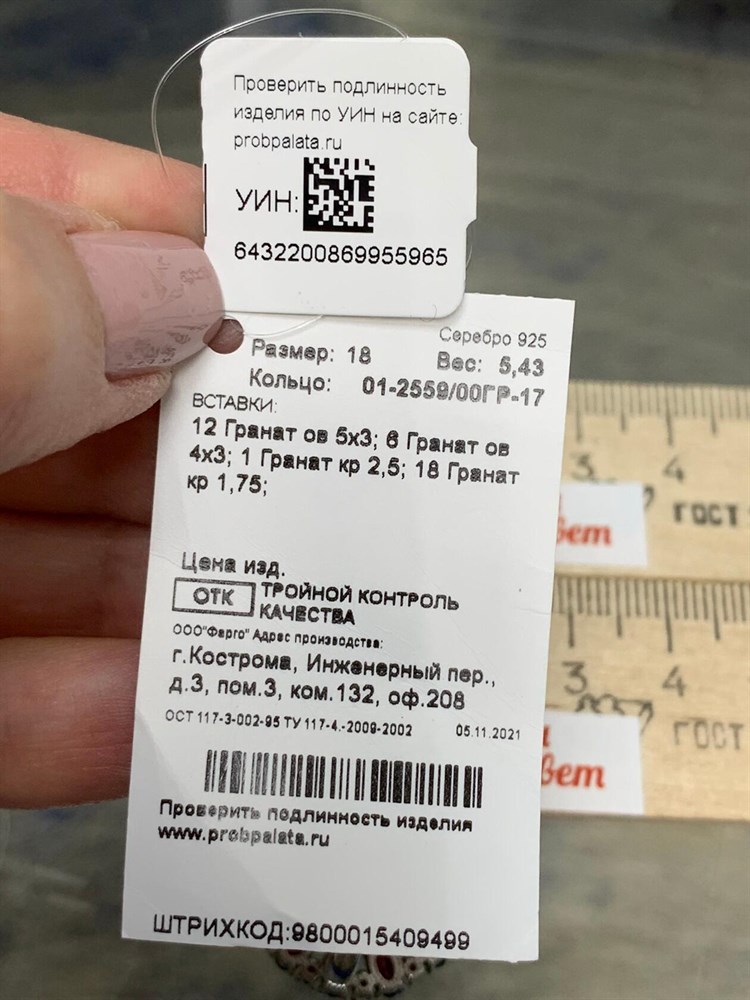 Проверить подлинность
изделия по УИН на сайте:
probpalata.ru
УИН:
6432200869955965
Серебро 925
Размер: 18 Вес: 5,43
Кольцо: 01-2559/00ГР-17
ВСТАВКИ:
12 Гранат ов 5х3; 6 Гранат ов
4х3; 1 Гранат кр 2,5; 18 Гранат
кр 1,75;
Цена изд.
ОТК ТРОЙНОЙ КОНТРОЛЬ
КАЧЕСТВА
ООО"Фарго" Адрес производства:
г.Кострома, Инженерный пер.,
д.3, пом.3, ком.132, оф.208
ОСТ 117-3-002-95 ТУ 117-4.-2009-2002 05.11.2021
Проверить подлинность изделия
www.probpalata.ru
ШТРИХКОД:9800015409499
3 4
ГОСТ
3 4
ГОСТ